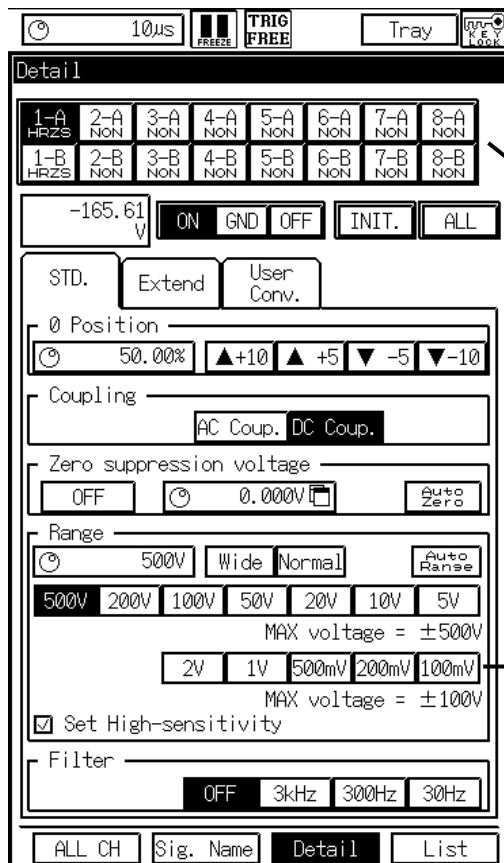 10µs FREEZE TRIG FREE Tray KEY LOCK
Detail
1-A 2-A 3-A 4-A 5-A 6-A 7-A 8-A
HRZS NON NON NON NON NON NON NON
1-B 2-B 3-B 4-B 5-B 6-B 7-B 8-B
HRZS NON NON NON NON NON NON NON
-165.61 V ON GND OFF INIT. ALL
STD. Extend User Conv.
0 Position
50.00% ▲+10 ▲ +5 ▼ -5 ▼-10
Coupling
AC Coup. DC Coup.
Zero suppression voltage
OFF 0.000V Auto Zero
Range
500V Wide Normal Auto Range
500V 200V 100V 50V 20V 10V 5V
MAX voltage = ±500V
2V 1V 500mV 200mV 100mV
MAX voltage = ±100V
☑ Set High-sensitivity
Filter
OFF 3kHz 300Hz 30Hz
ALL CH Sig. Name Detail List